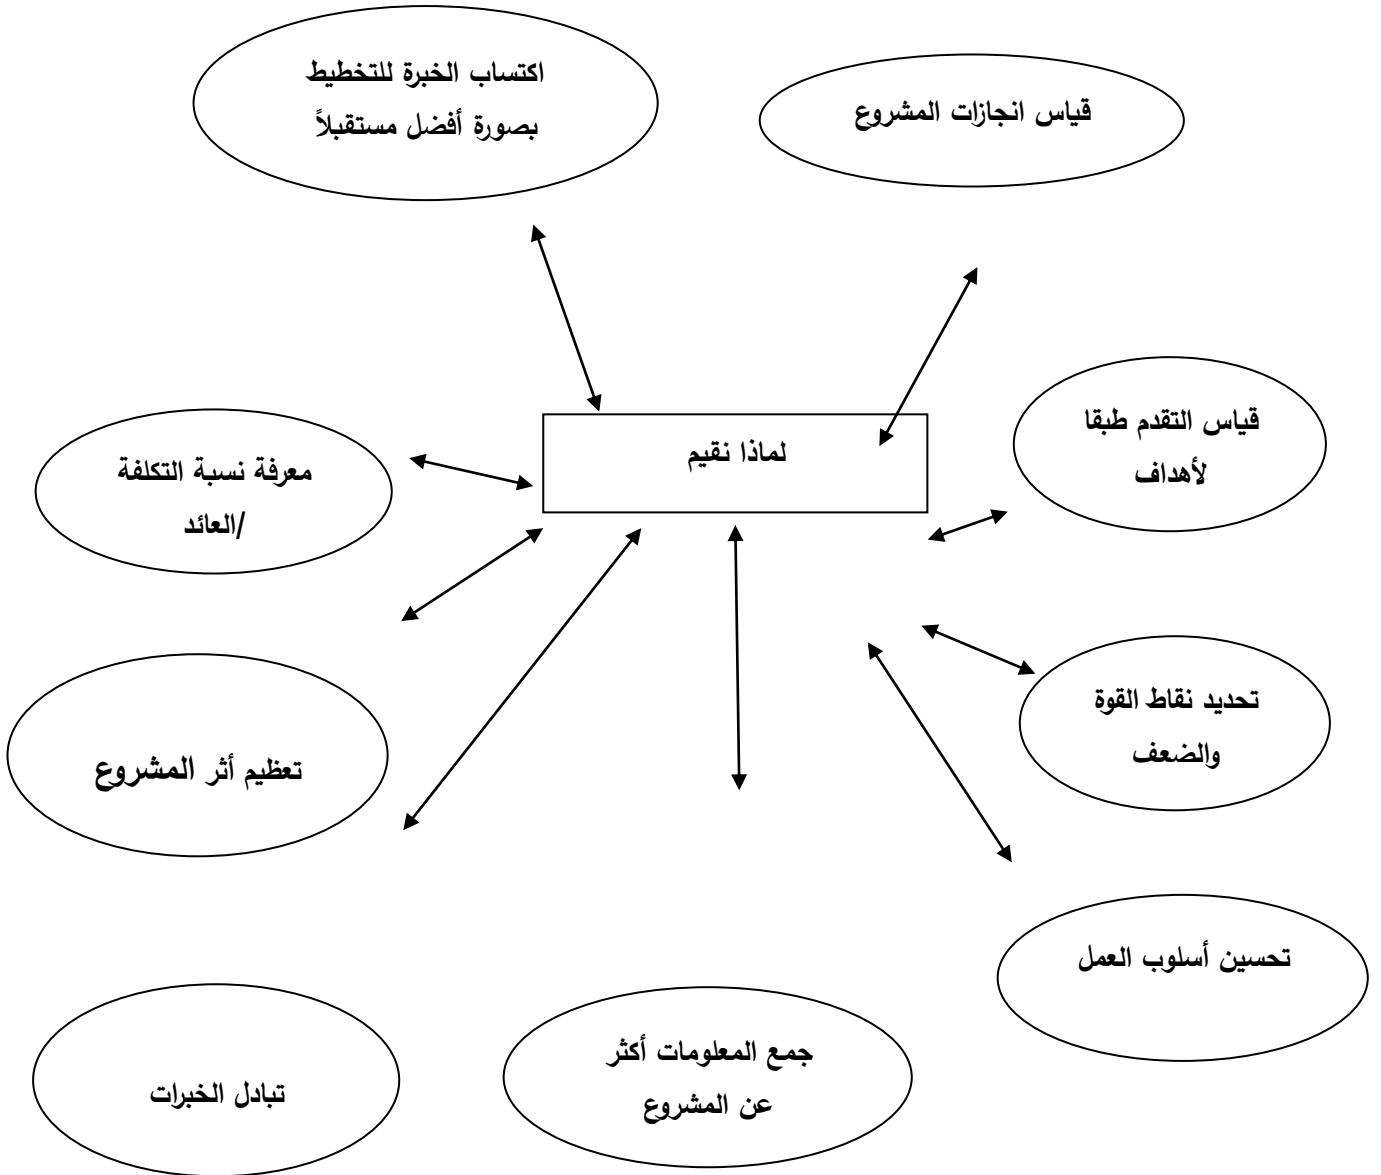 اكتساب الخبرة للتخطيط
بصورة أفضل مستقبلاً
قياس انجازات المشروع
لماذا نقيم
قياس التقدم طبقا
لأهداف
معرفة نسبة التكلفة
/العائد
تحديد نقاط القوة
والضعف
تعظيم أثر المشروع
تحسين أسلوب العمل
جمع المعلومات أكثر
عن المشروع
تبادل الخبرات